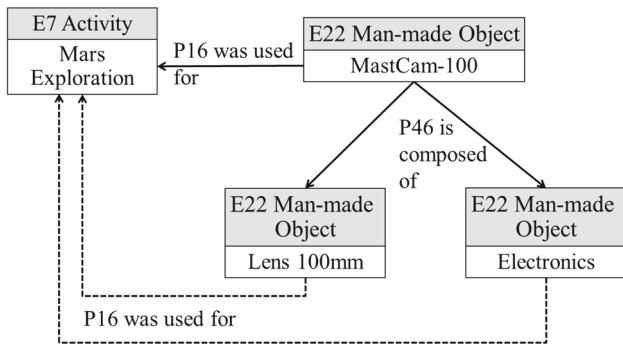 E7 Activity
Mars
Exploration
P16 was used
for
E22 Man-made Object
MastCam-100
P46 is
composed
of
E22 Man-made
Object
Lens 100mm
E22 Man-made
Object
Electronics
P16 was used for